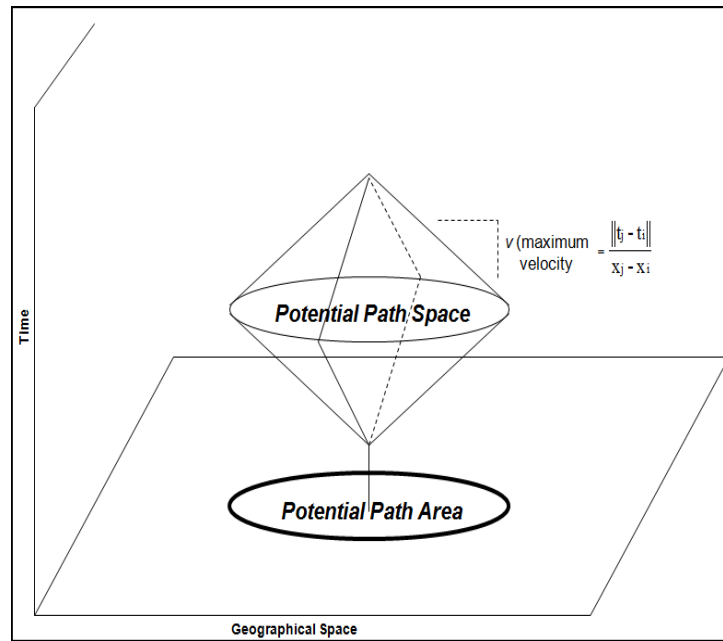 v (maximum velocity = ‖tj - ti‖ / xj - xi
Potential Path Space
Time
Potential Path Area
Geographical Space